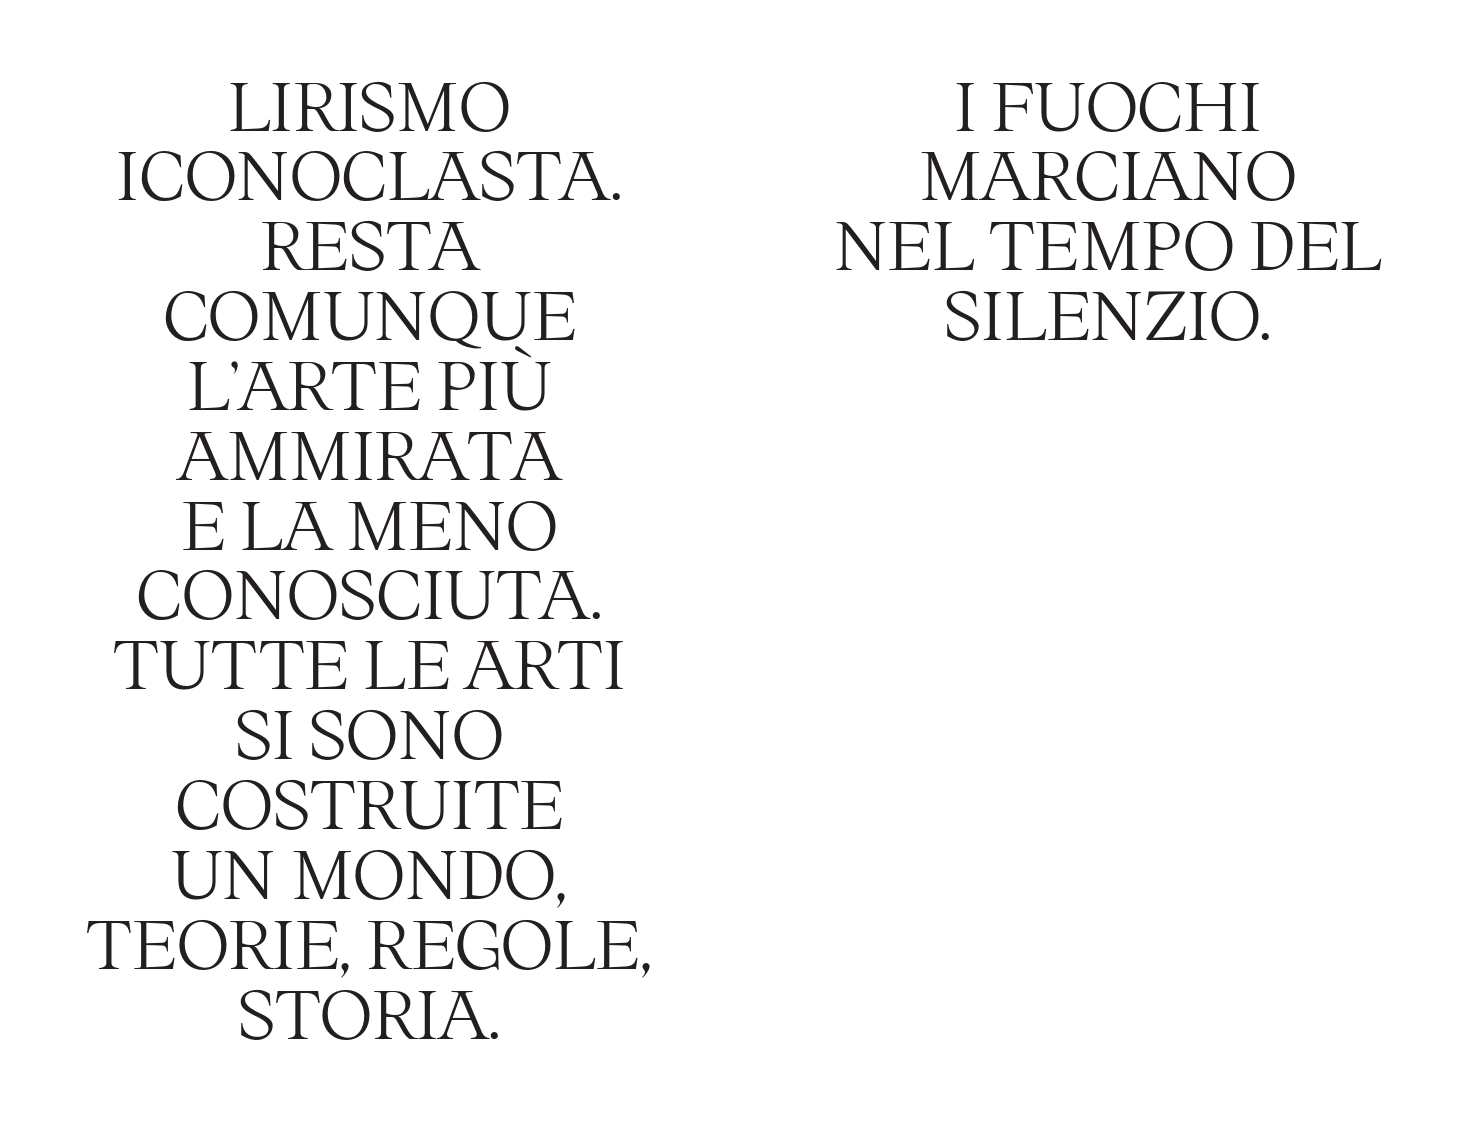 LIRISMO
ICONOCLASTA.
RESTA
COMUNQUE
L’ARTE PIÙ
AMMIRATA
E LA MENO
CONOSCIUTA.
TUTTE LE ARTI
SI SONO
COSTRUITE
UN MONDO,
TEORIE, REGOLE,
STORIA.
I FUOCHI
MARCIANO
NEL TEMPO DEL
SILENZIO.